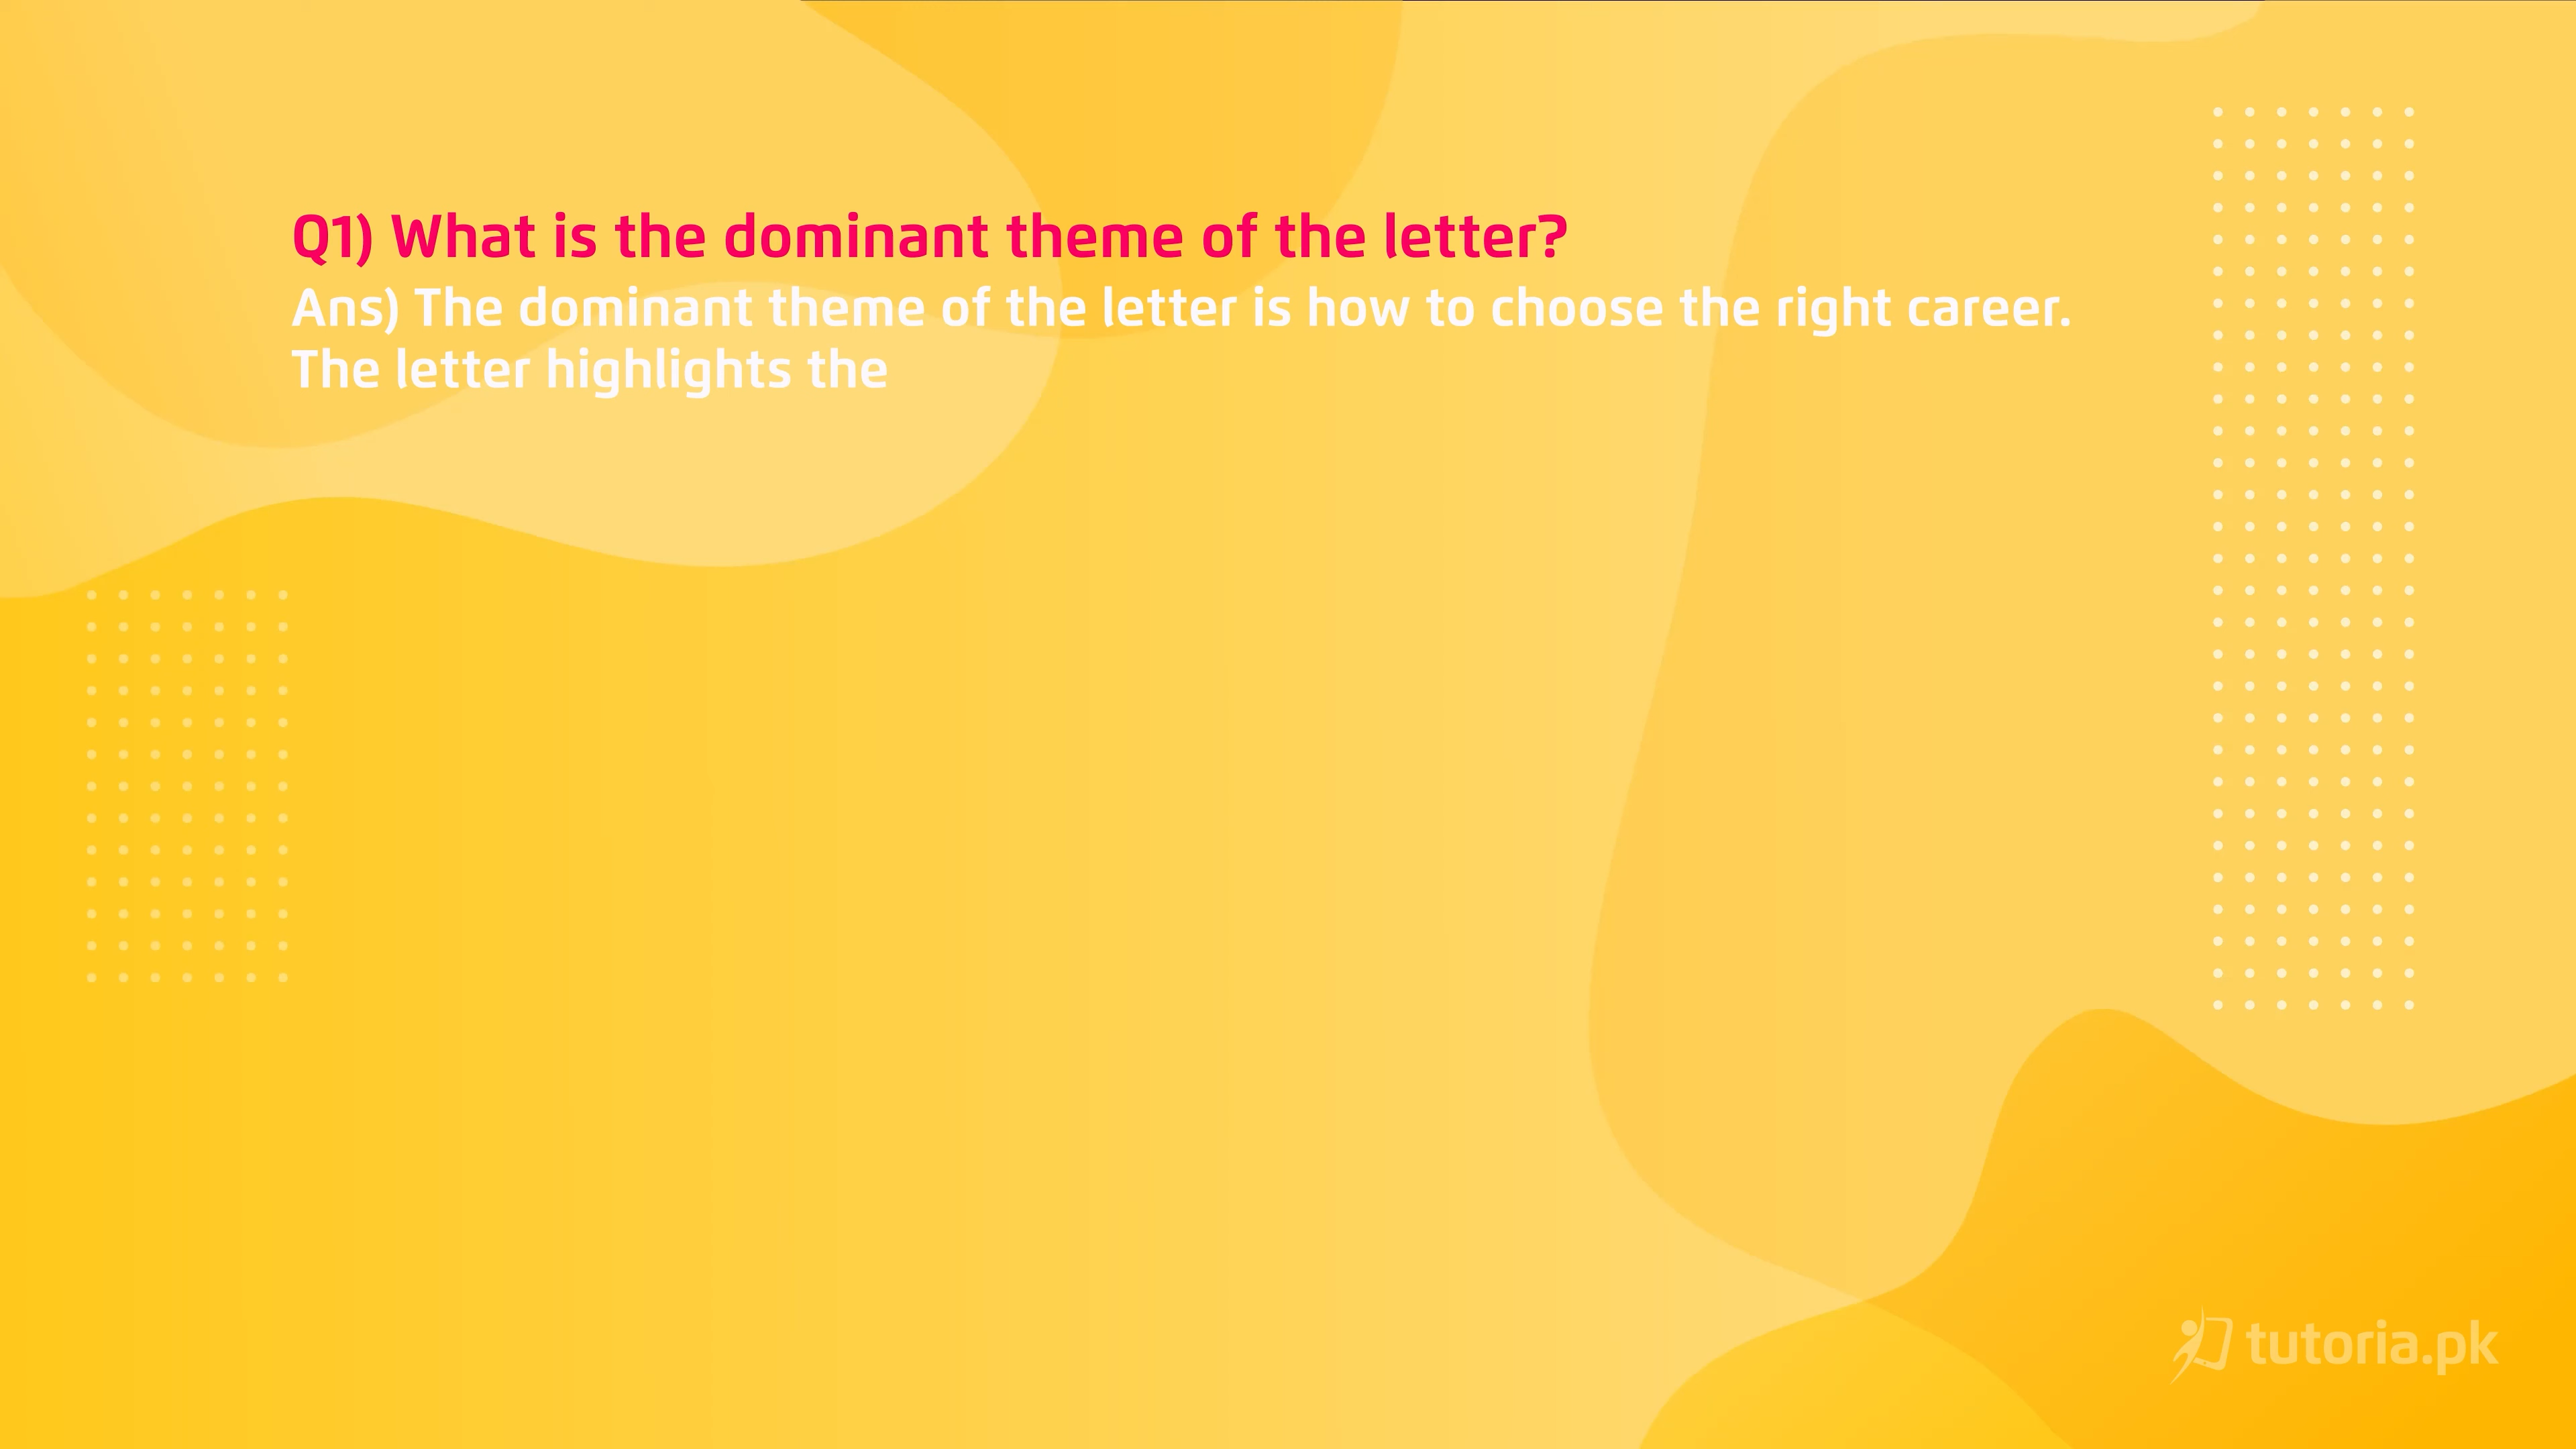 Q1) What is the dominant theme of the letter?
Ans) The dominant theme of the letter is how to choose the right career.
The letter highlights the
tutoria.pk